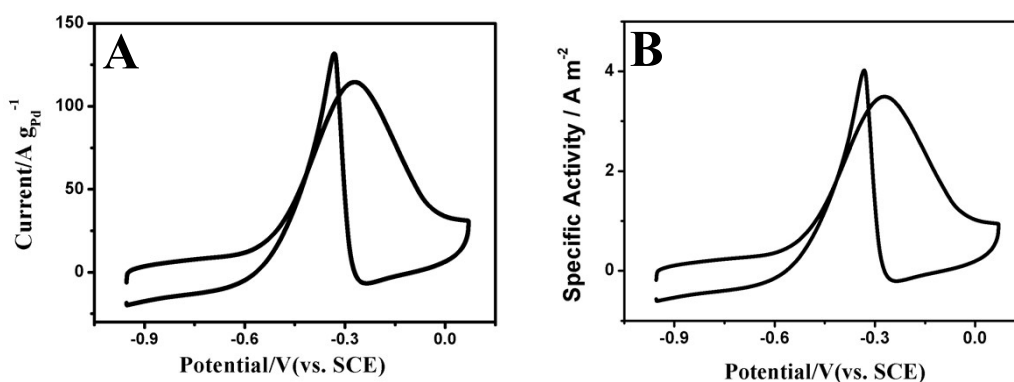 A
Current/A g_Pd^-1
150
100
50
0
-0.9
-0.6
-0.3
0.0
Potential/V(vs. SCE)
B
Specific Activity / A m^-2
4
2
0
-0.9
-0.6
-0.3
0.0
Potential/V(vs. SCE)